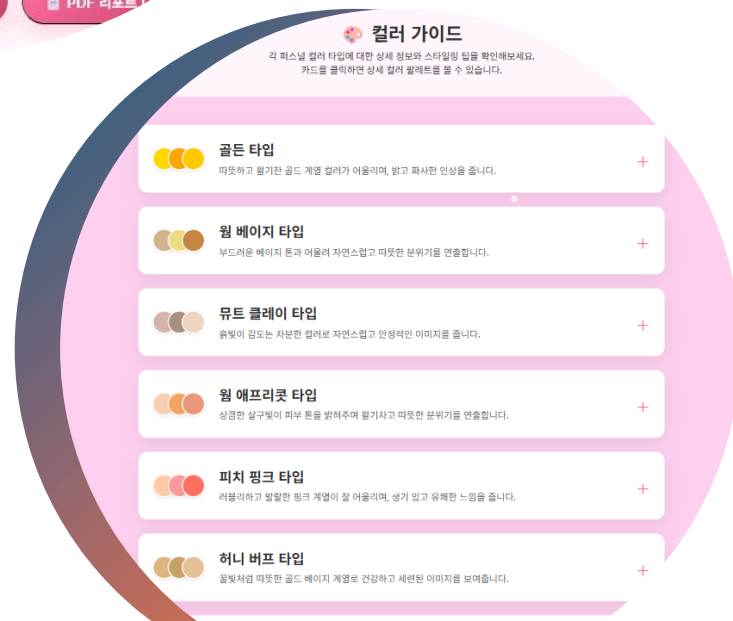 PDF 리포트
컬러 가이드
각 퍼스널 컬러 타입에 대한 상세 정보와 스타일링 팁을 확인해보세요.
카드를 클릭하면 상세 컬러 팔레트를 볼 수 있습니다.
골든 타입
따뜻하고 활기찬 골드 계열 컬러가 어울리며, 밝고 화사한 인상을 줍니다.
+
웜 베이지 타입
부드러운 베이지 톤과 어울려 자연스럽고 따뜻한 분위기를 연출합니다.
+
뮤트 클레이 타입
흙빛이 감도는 차분한 컬러로 자연스럽고 안정적인 이미지를 줍니다.
+
웜 애프리콧 타입
상큼한 살구빛이 피부 톤을 밝혀주며 활기차고 따뜻한 분위기를 연출합니다.
+
피치 핑크 타입
러블리하고 발랄한 핑크 계열이 잘 어울리며, 생기 있고 유쾌한 느낌을 줍니다.
+
허니 버프 타입
꿀빛처럼 따뜻한 골드 베이지 계열로 건강하고 세련된 이미지를 보여줍니다.
+